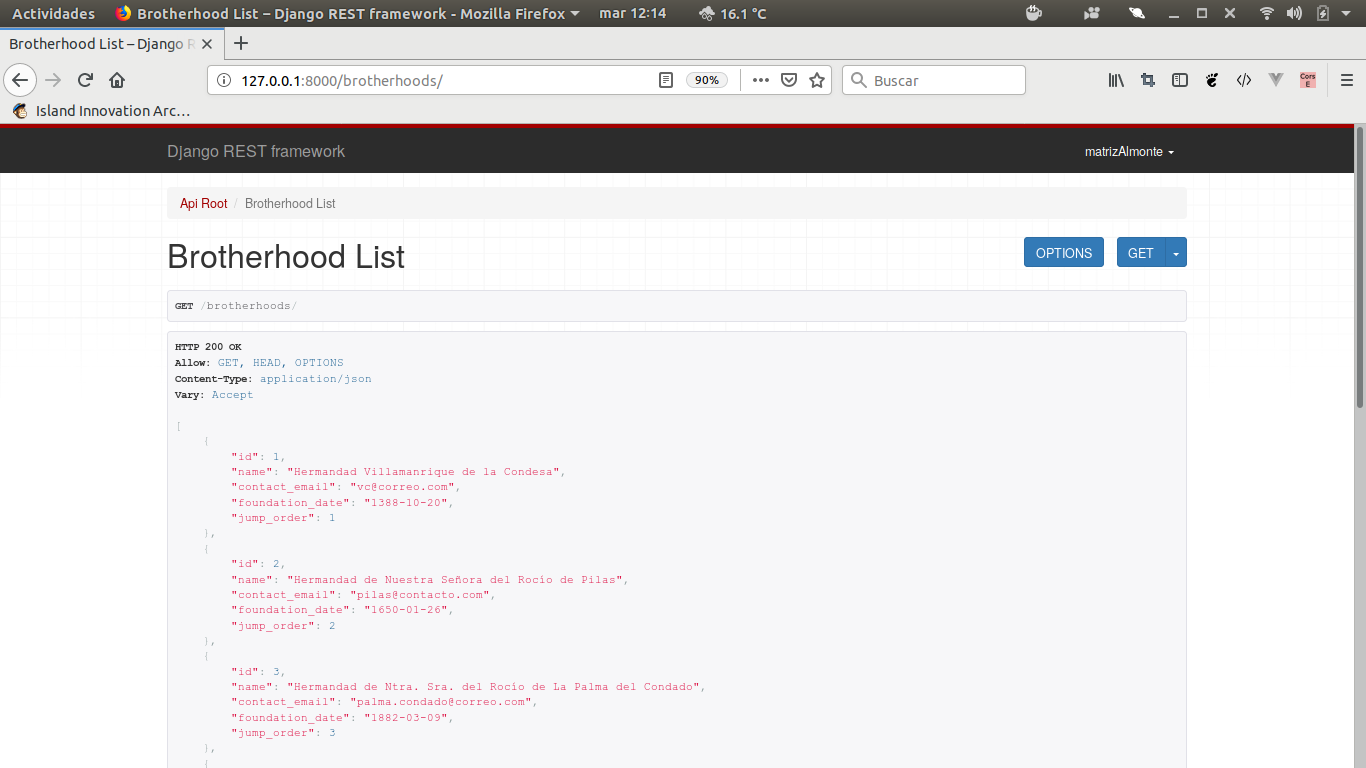 Actividades Brotherhood List – Django REST framework - Mozilla Firefox mar 12:14 16.1 °C
Brotherhood List – Django R
127.0.0.1:8000/brotherhoods/ 90% Buscar Cors E
Island Innovation Arc…
Django REST framework matrizAlmonte
Api Root / Brotherhood List
Brotherhood List OPTIONS GET
GET /brotherhoods/
HTTP 200 OK
Allow: GET, HEAD, OPTIONS
Content-Type: application/json
Vary: Accept
[
{
"id": 1,
"name": "Hermandad Villamanrique de la Condesa",
"contact_email": "vc@correo.com",
"foundation_date": "1388-10-20",
"jump_order": 1
},
{
"id": 2,
"name": "Hermandad de Nuestra Señora del Rocío de Pilas",
"contact_email": "pilas@contacto.com",
"foundation_date": "1650-01-26",
"jump_order": 2
},
{
"id": 3,
"name": "Hermandad de Ntra. Sra. del Rocío de La Palma del Condado",
"contact_email": "palma.condado@correo.com",
"foundation_date": "1882-03-09",
"jump_order": 3
},
{